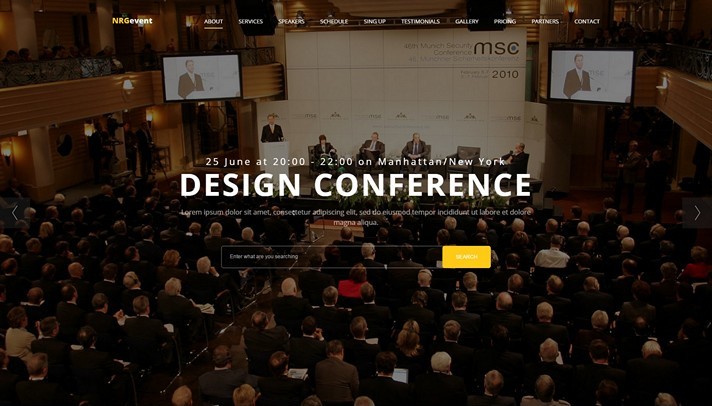 NRGevent
ABOUT SERVICES SPEAKERS SCHEDULE SING UP TESTIMONIALS GALLERY PRICING PARTNERS CONTACT
46th Munich Security
Conference
msc
2010
25 June at 20:00 - 22:00 on Manhattan/New York
DESIGN CONFERENCE
Lorem ipsum dolor sit amet, consectetur adipiscing elit, sed do eiusmod tempor incididunt ut labore et dolore
magna aliqua.
Enter what are you searching
SEARCH